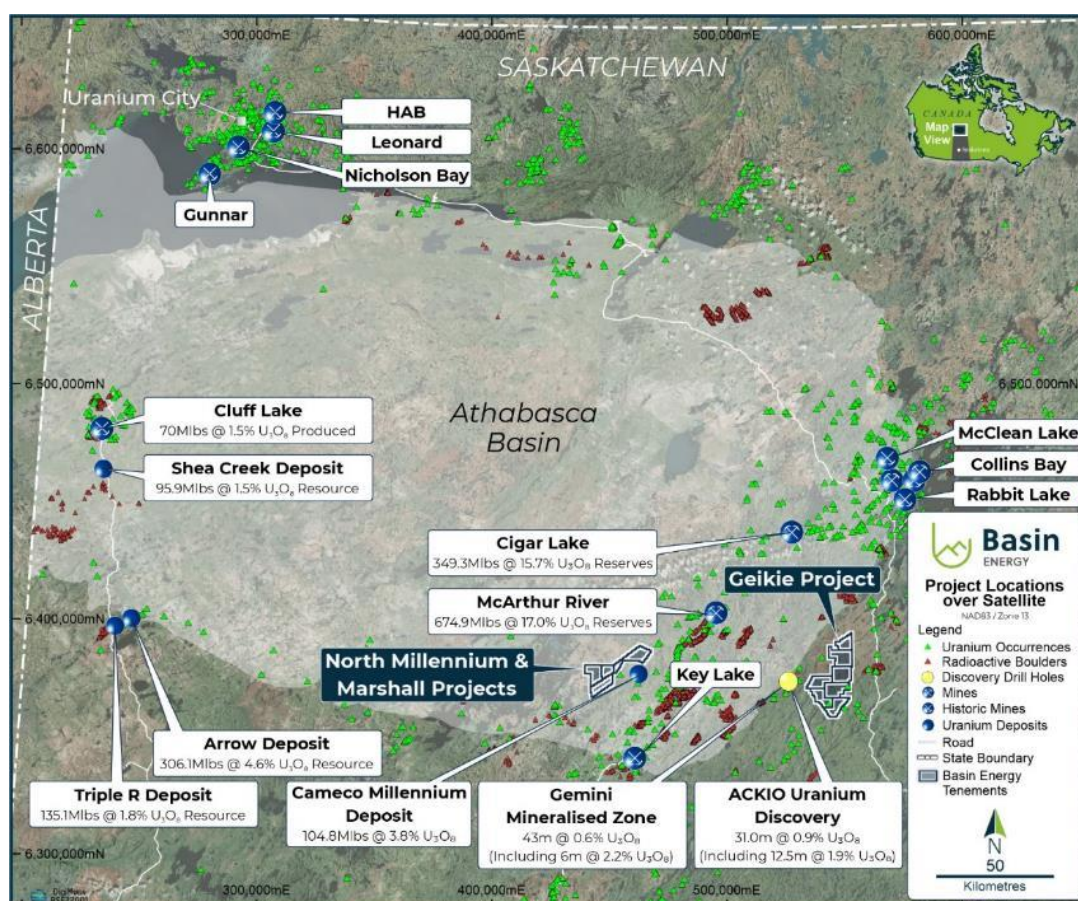 300,000mE
400,000mE
500,000mE
600,000mE
SASKATCHEWAN
CANADA
Map
View
Uranium City
HAB
Leonard
6,600,000mN
Nicholson Bay
Gunnar
ALBERTA
6,500,000mN
6,500,000mN
Cluff Lake
70Mlbs @ 1.5% U₃O₈ Produced
Athabasca
Basin
McClean Lake
Shea Creek Deposit
95.9Mlbs @ 1.5% U₃O₈ Resource
Collins Bay
Rabbit Lake
Cigar Lake
349.3Mlbs @ 15.7% U₃O₈ Reserves
Geikie Project
McArthur River
674.9Mlbs @ 17.0% U₃O₈ Reserves
6,400,000mN
North Millennium &
Marshall Projects
Key Lake
Arrow Deposit
306.1Mlbs @ 4.6% U₃O₈ Resource
Triple R Deposit
135.1Mlbs @ 1.8% U₃O₈ Resource
Cameco Millennium
Deposit
104.8Mlbs @ 3.8% U₃O₈
Gemini
Mineralised Zone
43m @ 0.6% U₃O₈
(Including 6m @ 2.2% U₃O₈)
ACKIO Uranium
Discovery
31.0m @ 0.9% U₃O₈
(Including 12.5m @ 1.9% U₃O₈)
6,300,000mN
300,000mE
400,000mE
500,000mE
Basin
ENERGY
Project Locations
over Satellite
NAD83 / Zone 13
Legend
Uranium Occurrences
Radioactive Boulders
Discovery Drill Holes
Mines
Historic Mines
Uranium Deposits
Road
State Boundary
Basin Energy
Tenements
N
50
Kilometres